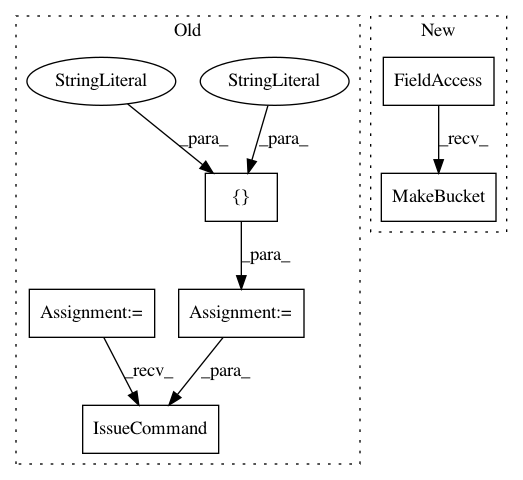 Old
New
StringLiteral
StringLiteral
FieldAccess
_para_
_para_
_recv_
{}
MakeBucket
_para_
Assignment:=
Assignment:=
_recv_
_para_
IssueCommand